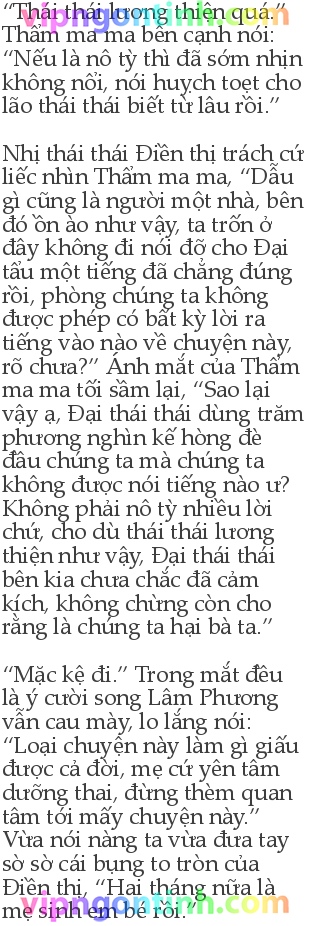 “Thái thái lương thiện quá.”
vipngontinh.com
Thẩm ma ma bên cạnh nói:
“Nếu là nô tỳ thì đã sớm nhịn
không nổi, nói huỵch toẹt cho
lão thái thái biết từ lâu rồi.”
Nhị thái thái Điền thị trách cứ
liếc nhìn Thẩm ma ma, “Dẫu
gì cũng là người một nhà, bên
đó ồn ào như vậy, ta trốn ở
đây không đi nói đỡ cho Đại
tẩu một tiếng đã chẳng đúng
rồi, phòng chúng ta không
được phép có bất kỳ lời ra
tiếng vào nào về chuyện này,
rõ chưa?” Ánh mắt của Thẩm
ma ma tối sầm lại, “Sao lại
vậy ạ, Đại thái thái dùng trăm
phương nghìn kế hòng đè
đầu chúng ta mà chúng ta
không được nói tiếng nào ư?
Không phải nô tỳ nhiều lời
chứ, cho dù thái thái lương
thiện như vậy, Đại thái thái
bên kia chưa chắc đã cảm
kích, không chừng còn cho
rằng là chúng ta hại bà ta.”
“Mặc kệ đi.” Trong mắt đều
là ý cười song Lâm Phương
vẫn cau mày, lo lắng nói:
“Loại chuyện này làm gì giấu
được cả đời, mẹ cứ yên tâm
dưỡng thai, đừng thèm quan
tâm tới mấy chuyện này.”
Vừa nói nàng ta vừa đưa tay
sờ sờ cái bụng to tròn của
Điền thị, “Hai tháng nữa là
mẹ sinh em bé rồi.”
vipngontinh.com